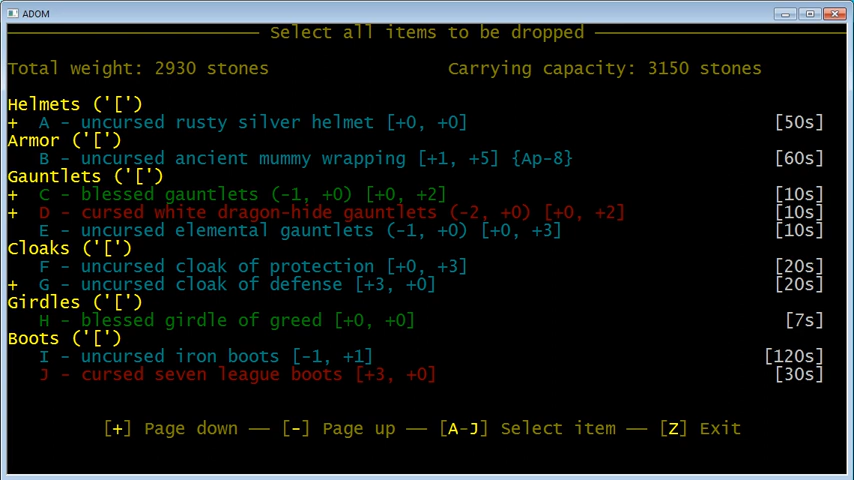 ADOM
Select all items to be dropped
Total weight: 2930 stones Carrying capacity: 3150 stones
Helmets ('[')
+ A - uncursed rusty silver helmet [+0, +0] [50s]
Armor ('[')
B - uncursed ancient mummy wrapping [+1, +5] {Ap-8} [60s]
Gauntlets ('[')
+ C - blessed gauntlets (-1, +0) [+0, +2] [10s]
+ D - cursed white dragon-hide gauntlets (-2, +0) [+0, +2] [10s]
E - uncursed elemental gauntlets (-1, +0) [+0, +3] [10s]
Cloaks ('[')
F - uncursed cloak of protection [+0, +3] [20s]
+ G - uncursed cloak of defense [+3, +0] [20s]
Girdles ('[')
H - blessed girdle of greed [+0, +0] [7s]
Boots ('[')
I - uncursed iron boots [-1, +1] [120s]
J - cursed seven league boots [+3, +0] [30s]
[+] Page down — [-] Page up — [A-J] Select item — [Z] Exit